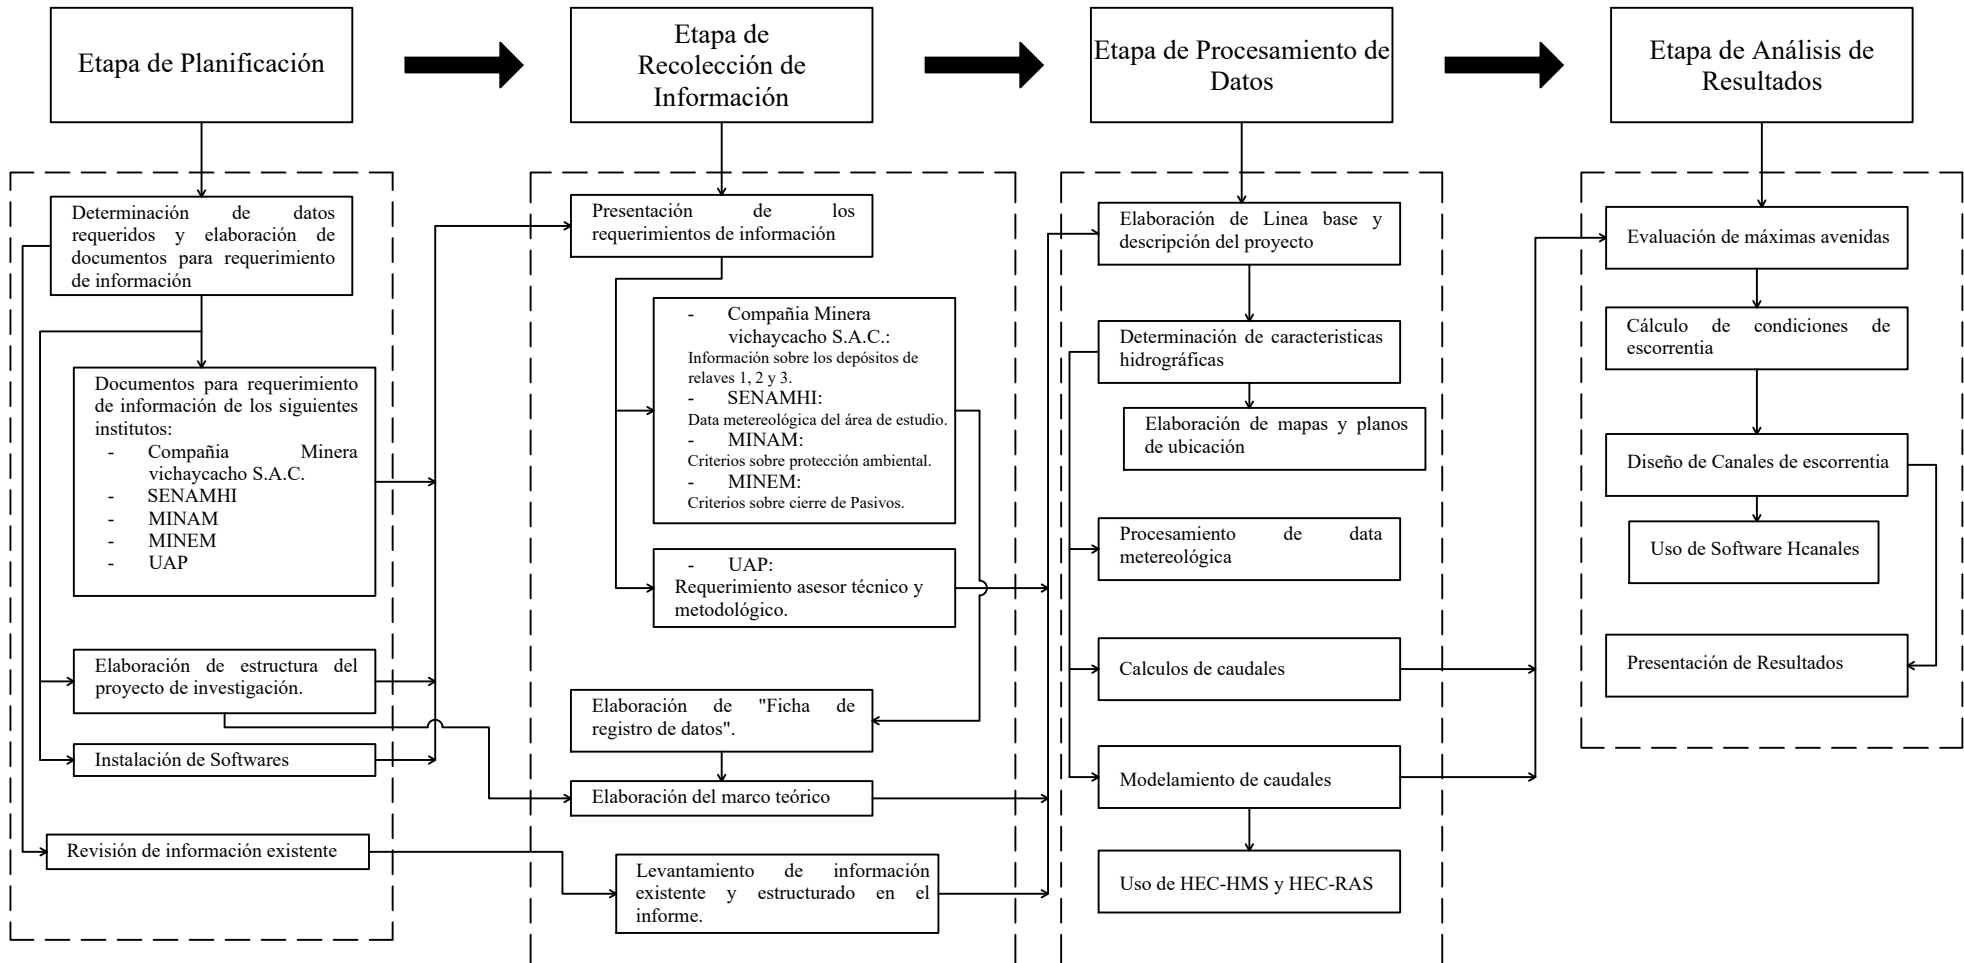 Etapa de Planificación
Etapa de
Recolección de
Información
Etapa de Procesamiento de
Datos
Etapa de Análisis de
Resultados
Determinación de datos
requeridos y elaboración de
documentos para requerimiento
de información
Documentos para requerimiento
de información de los siguientes
institutos:
- Compañia Minera
vichaycacho S.A.C.
- SENAMHI
- MINAM
- MINEM
- UAP
Elaboración de estructura del
proyecto de investigación.
Instalación de Softwares
Revisión de información existente
Presentación de los
requerimientos de información
- Compañia Minera
vichaycacho S.A.C.:
Información sobre los depósitos de
relaves 1, 2 y 3.
- SENAMHI:
Data metereológica del área de estudio.
- MINAM:
Criterios sobre protección ambiental.
- MINEM:
Criterios sobre cierre de Pasivos.
- UAP:
Requerimiento asesor técnico y
metodológico.
Elaboración de "Ficha de
registro de datos".
Elaboración del marco teórico
Levantamiento de información
existente y estructurado en el
informe.
Elaboración de Linea base y
descripción del proyecto
Determinación de caracteristicas
hidrográficas
Elaboración de mapas y planos
de ubicación
Procesamiento de data
metereológica
Calculos de caudales
Modelamiento de caudales
Uso de HEC-HMS y HEC-RAS
Evaluación de máximas avenidas
Cálculo de condiciones de
escorrentia
Diseño de Canales de escorrentia
Uso de Software Hcanales
Presentación de Resultados